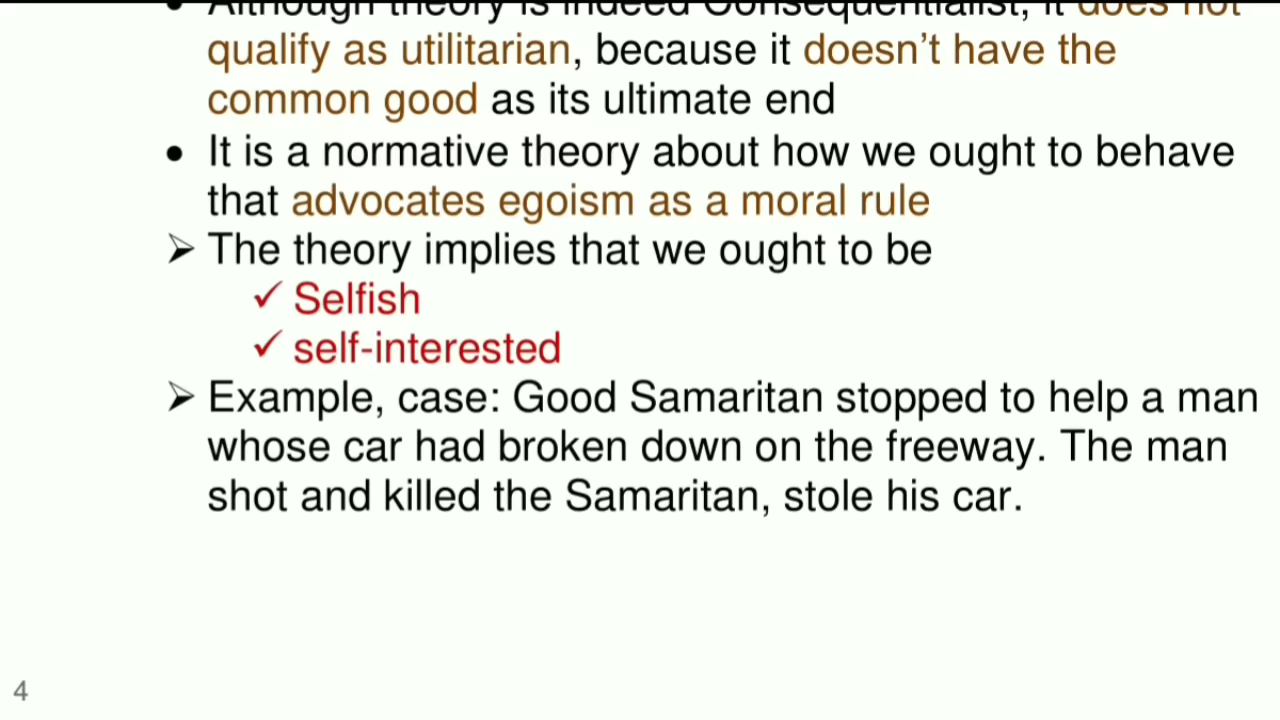 • Although theory is indeed Consequentialist, it does not
qualify as utilitarian, because it doesn't have the
common good as its ultimate end
• It is a normative theory about how we ought to behave
that advocates egoism as a moral rule
➢ The theory implies that we ought to be
✓ Selfish
✓ self-interested
➢ Example, case: Good Samaritan stopped to help a man
whose car had broken down on the freeway. The man
shot and killed the Samaritan, stole his car.
4